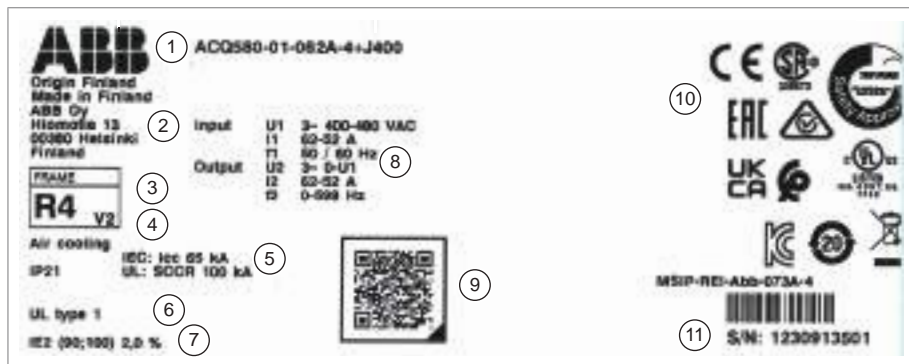 ABB
1 ACQ580-01-062A-4+J400
Origin Finland
Made in Finland
ABB Oy
Hiomotie 13
00380 Helsinki
Finland
2
Input U1 3~ 400-480 VAC
I1 62-52 A
f1 50 / 60 Hz
Output U2 3~ 0-U1
I2 62-52 A
f2 0-599 Hz
8
FRAME
R4 V2
3
4
Air cooling
IEC: Icc 65 kA
IP21 UL: SCCR 100 kA
5
UL type 1
6
IE2 (90;100) 2,0 %
7
9
10
CE
EAC
UK
CA
UL
20
MSIP-REI-Abb-073A-4
11
S/N: 1230913501